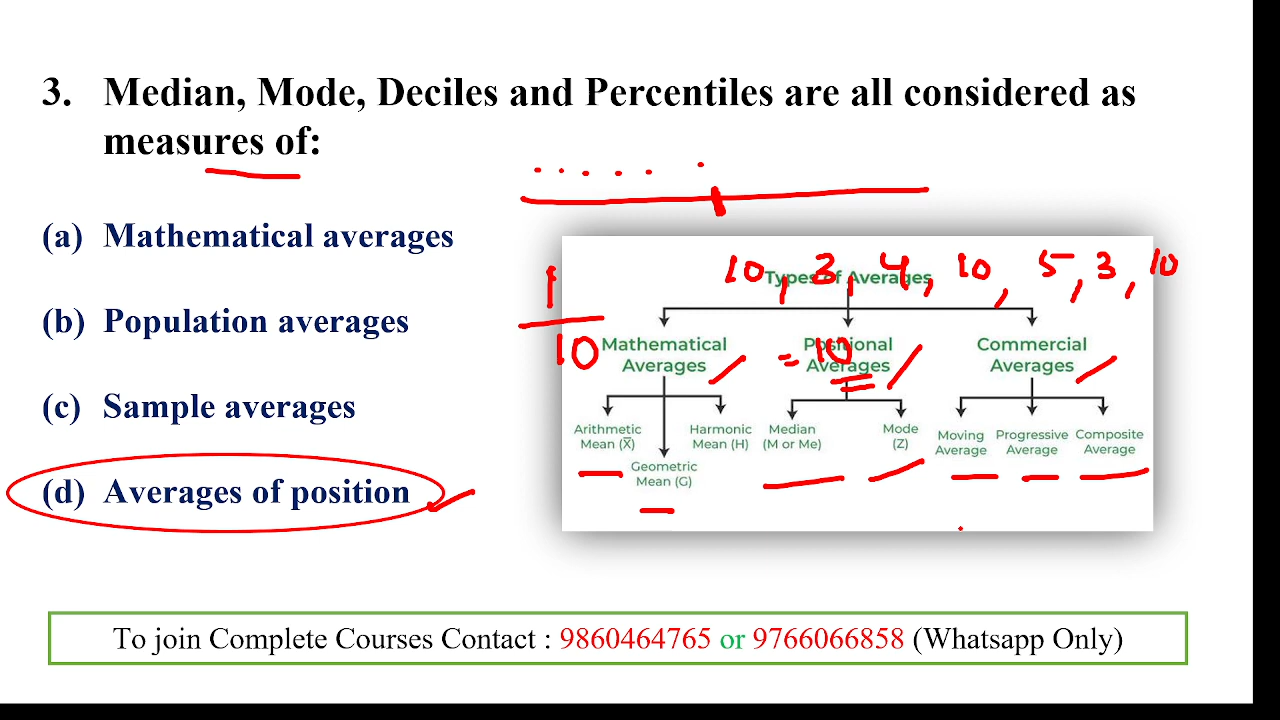 3. Median, Mode, Deciles and Percentiles are all considered as
measures of:
(a) Mathematical averages
(b) Population averages
(c) Sample averages
(d) Averages of position
Types of Averages
10, 3, 4, 10, 5, 3, 10
1
10
= 10
Mathematical
Averages
Positional
Averages
Commercial
Averages
Arithmetic
Mean (X̅)
Geometric
Mean (G)
Harmonic
Mean (H)
Median
(M or Me)
Mode
(Z)
Moving
Average
Progressive
Average
Composite
Average
To join Complete Courses Contact : 9860464765 or 9766066858 (Whatsapp Only)